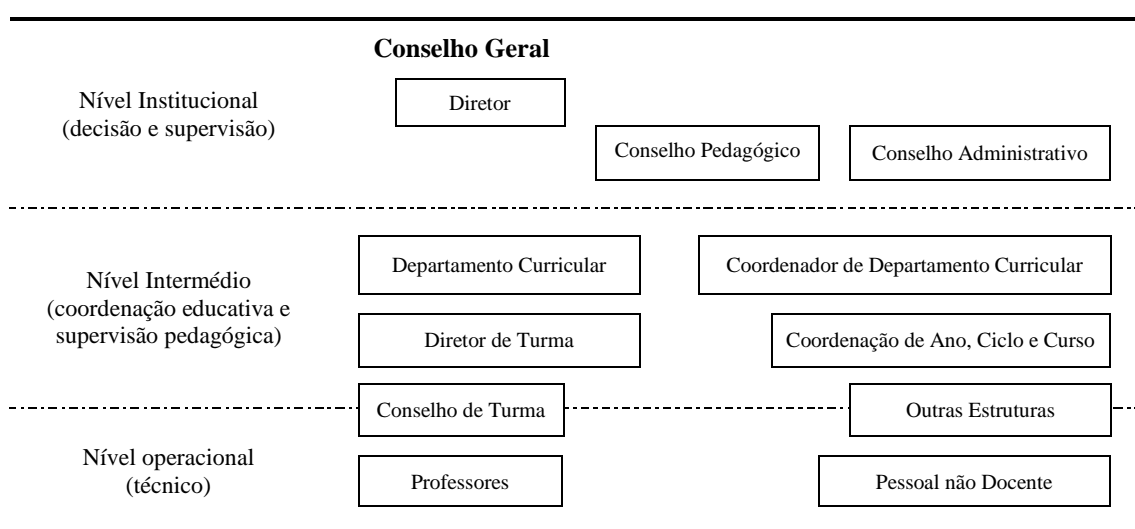 Conselho Geral
Nível Institucional
(decisão e supervisão)
Diretor
Conselho Pedagógico
Conselho Administrativo
Nível Intermédio
(coordenação educativa e
supervisão pedagógica)
Departamento Curricular
Coordenador de Departamento Curricular
Diretor de Turma
Coordenação de Ano, Ciclo e Curso
Conselho de Turma
Outras Estruturas
Nível operacional
(técnico)
Professores
Pessoal não Docente